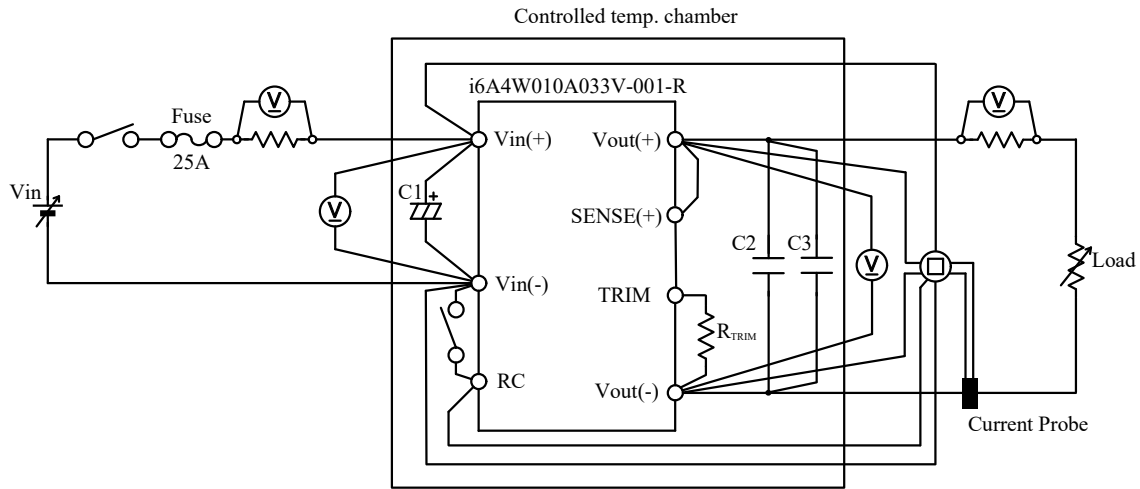 Controlled temp. chamber
i6A4W010A033V-001-R
Fuse
25A
Vin
V
V
C1
+
Vin(+)
Vin(-)
RC
Vout(+)
SENSE(+)
TRIM
RTRIM
Vout(-)
C2
C3
V
V
Load
Current Probe